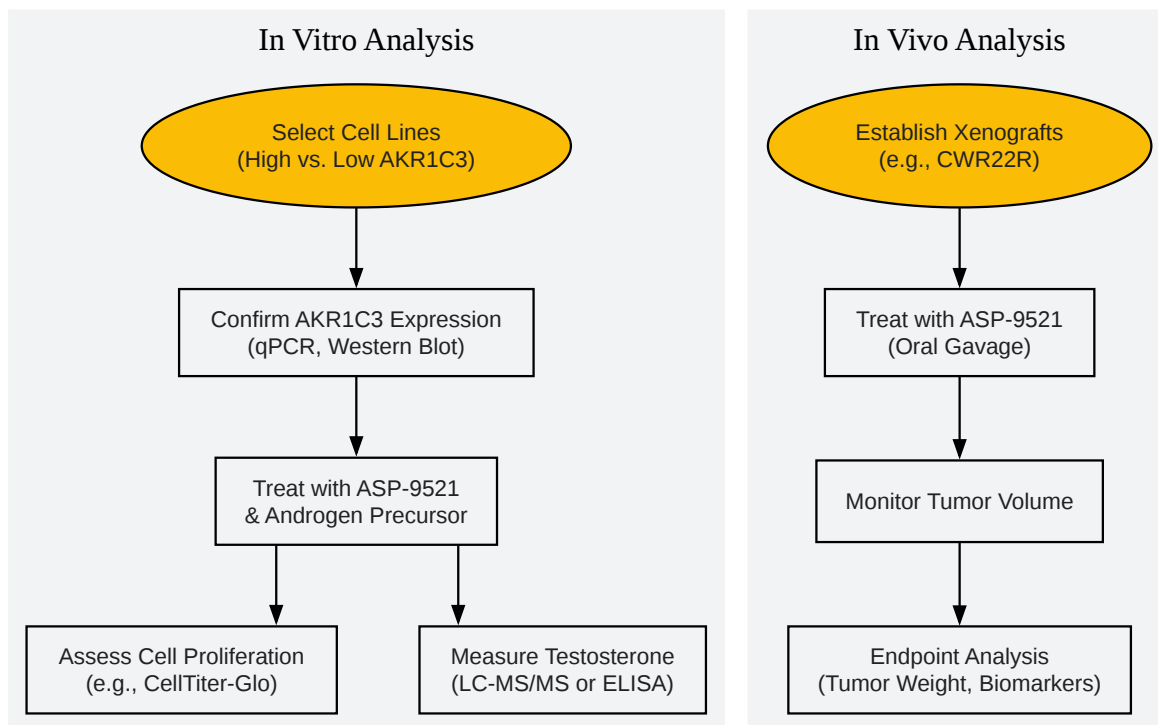 In Vitro Analysis
Select Cell Lines
(High vs. Low AKR1C3)
Confirm AKR1C3 Expression
(qPCR, Western Blot)
Treat with ASP-9521
& Androgen Precursor
Assess Cell Proliferation
(e.g., CellTiter-Glo)
Measure Testosterone
(LC-MS/MS or ELISA)
In Vivo Analysis
Establish Xenografts
(e.g., CWR22R)
Treat with ASP-9521
(Oral Gavage)
Monitor Tumor Volume
Endpoint Analysis
(Tumor Weight, Biomarkers)